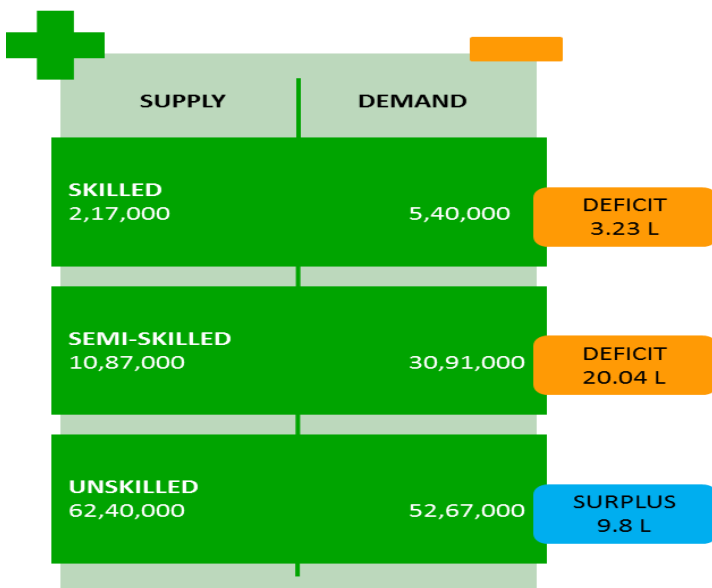 SUPPLY DEMAND
SKILLED
2,17,000 5,40,000
DEFICIT
3.23 L
SEMI-SKILLED
10,87,000 30,91,000
DEFICIT
20.04 L
UNSKILLED
62,40,000 52,67,000
SURPLUS
9.8 L